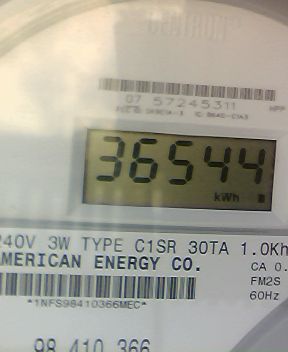 07 57245311
36544
kWh
240V 3W TYPE C1SR 30TA 1.0Kh
AMERICAN ENERGY CO.
CA 0.
FM2S
60Hz
*1NFS98410366MEC*
98 410 366